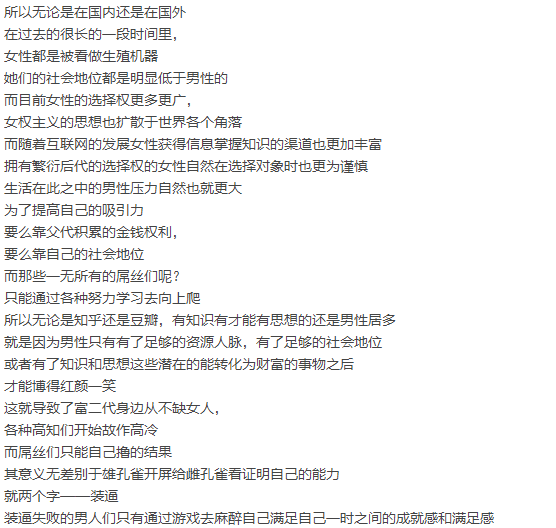 所以无论是在国内还是在国外
在过去的很长的一段时间里，
女性都是被看做生殖机器
她们的社会地位都是明显低于男性的
而目前女性的选择权更多更广，
女权主义的思想也扩散于世界各个角落
而随着互联网的发展女性获得信息掌握知识的渠道也更加丰富
拥有繁衍后代的选择权的女性自然在选择对象时也更为谨慎
生活在此之中的男性压力自然也就更大
为了提高自己的吸引力
要么靠父代积累的金钱权利，
要么靠自己的社会地位
而那些一无所有的屌丝们呢？
只能通过各种努力学习去向上爬
所以无论是知乎还是豆瓣，有知识有才能有思想的还是男性居多
就是因为男性只有有了足够的资源人脉，有了足够的社会地位
或者有了知识和思想这些潜在的能转化为财富的事物之后
才能博得红颜一笑
这就导致了富二代身边从不缺女人，
各种高知们开始故作高冷
而屌丝们只能自己撸的结果
其意义无差别于雄孔雀开屏给雌孔雀看证明自己的能力
就两个字——装逼
装逼失败的男人们只有通过游戏去麻醉自己满足自己一时之间的成就感和满足感